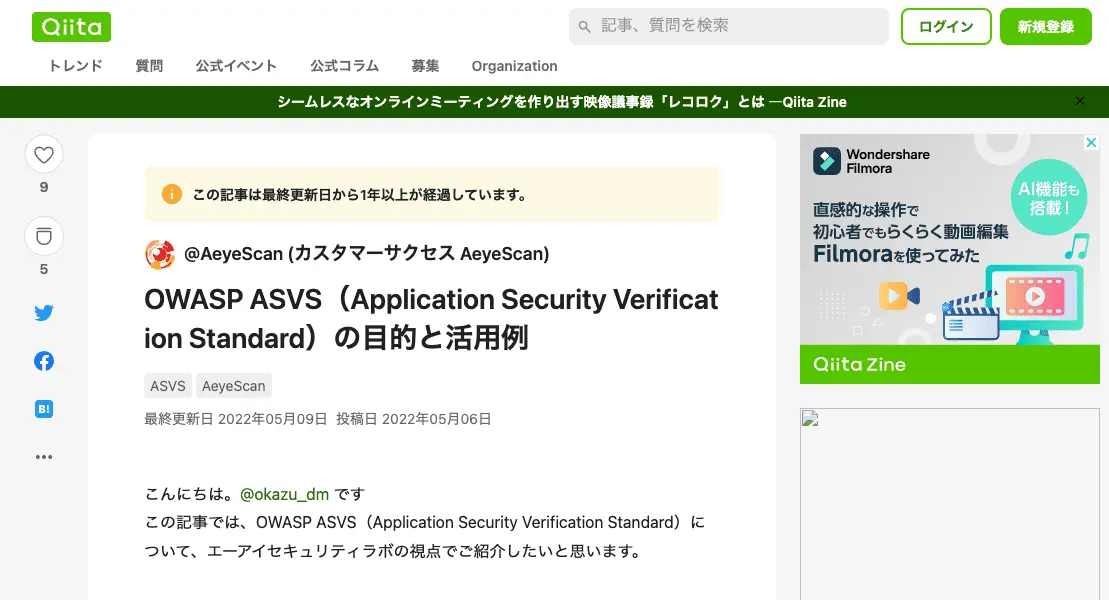 Qiita
記事、質問を検索
ログイン
新規登録
トレンド 質問 公式イベント 公式コラム 募集 Organization
シームレスなオンラインミーティングを作り出す映像議事録「レコロク」とは ―Qiita Zine
9
5
B!
この記事は最終更新日から1年以上が経過しています。
@AeyeScan (カスタマーサクセス AeyeScan)
OWASP ASVS（Application Security Verificat
ion Standard）の目的と活用例
ASVS AeyeScan
最終更新日 2022年05月09日 投稿日 2022年05月06日
こんにちは。@okazu_dm です
この記事では、OWASP ASVS（Application Security Verification Standard）に
ついて、エーアイセキュリティラボの視点でご紹介したいと思います。
Wondershare
Filmora
AI機能も
搭載！
直感的な操作で
初心者でもらくらく動画編集
Filmoraを使ってみた
Qiita Zine